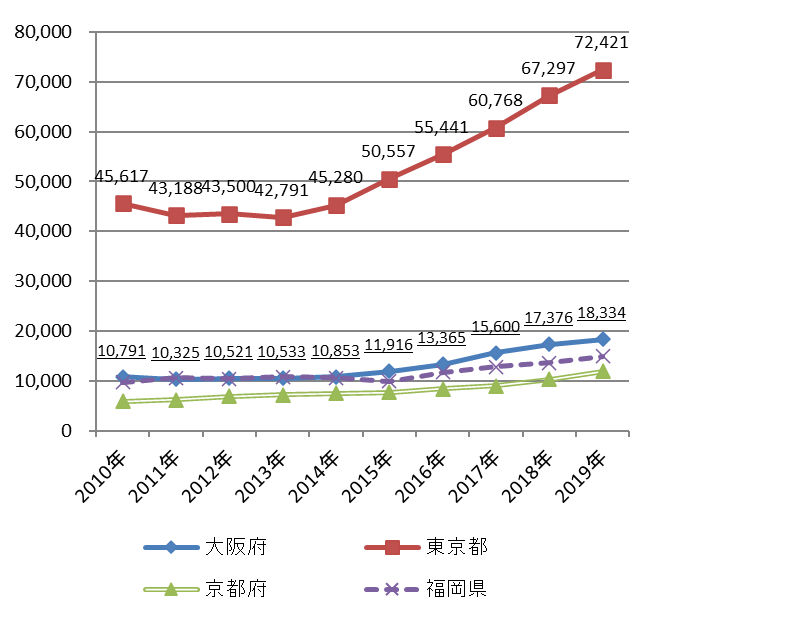 80,000
70,000
60,000
50,000
40,000
30,000
20,000
10,000
0
45,617
43,188
43,500
42,791
45,280
50,557
55,441
60,768
67,297
72,421
10,791
10,325
10,521
10,533
10,853
11,916
13,365
15,600
17,376
18,334
2010年
2011年
2012年
2013年
2014年
2015年
2016年
2017年
2018年
2019年
大阪府 東京都
京都府 福岡県